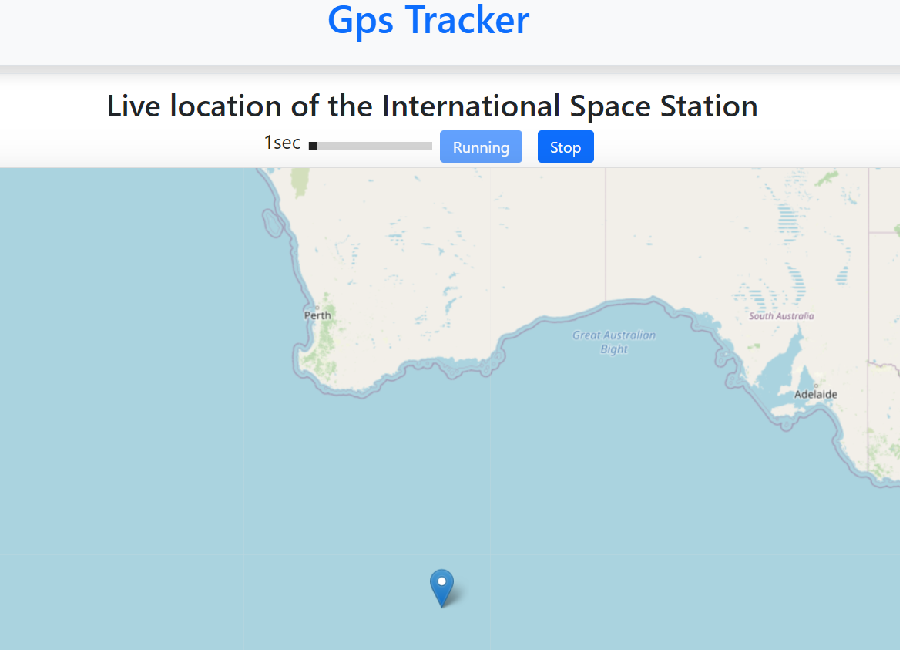 Gps Tracker
Live location of the International Space Station
1sec Running Stop
Perth
Great Australian
Bight
South Australia
Adelaide